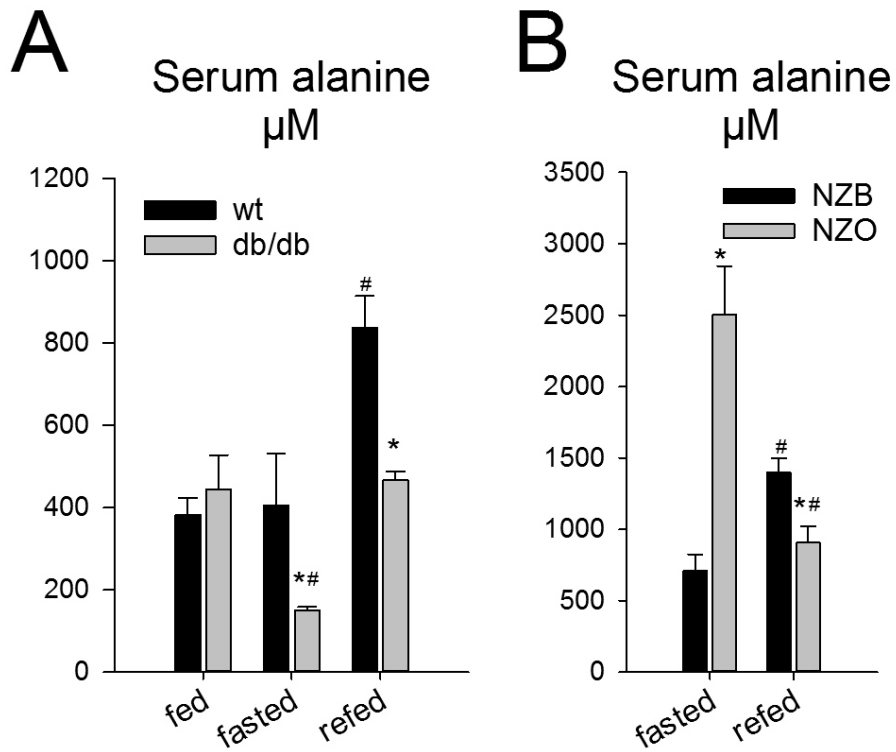 A
Serum alanine
µM
1200
1000
800
600
400
200
0
wt
db/db
#
*
*#
fed
fasted
refed
B
Serum alanine
µM
3500
3000
2500
2000
1500
1000
500
0
NZB
NZO
*
#
*#
fasted
refed